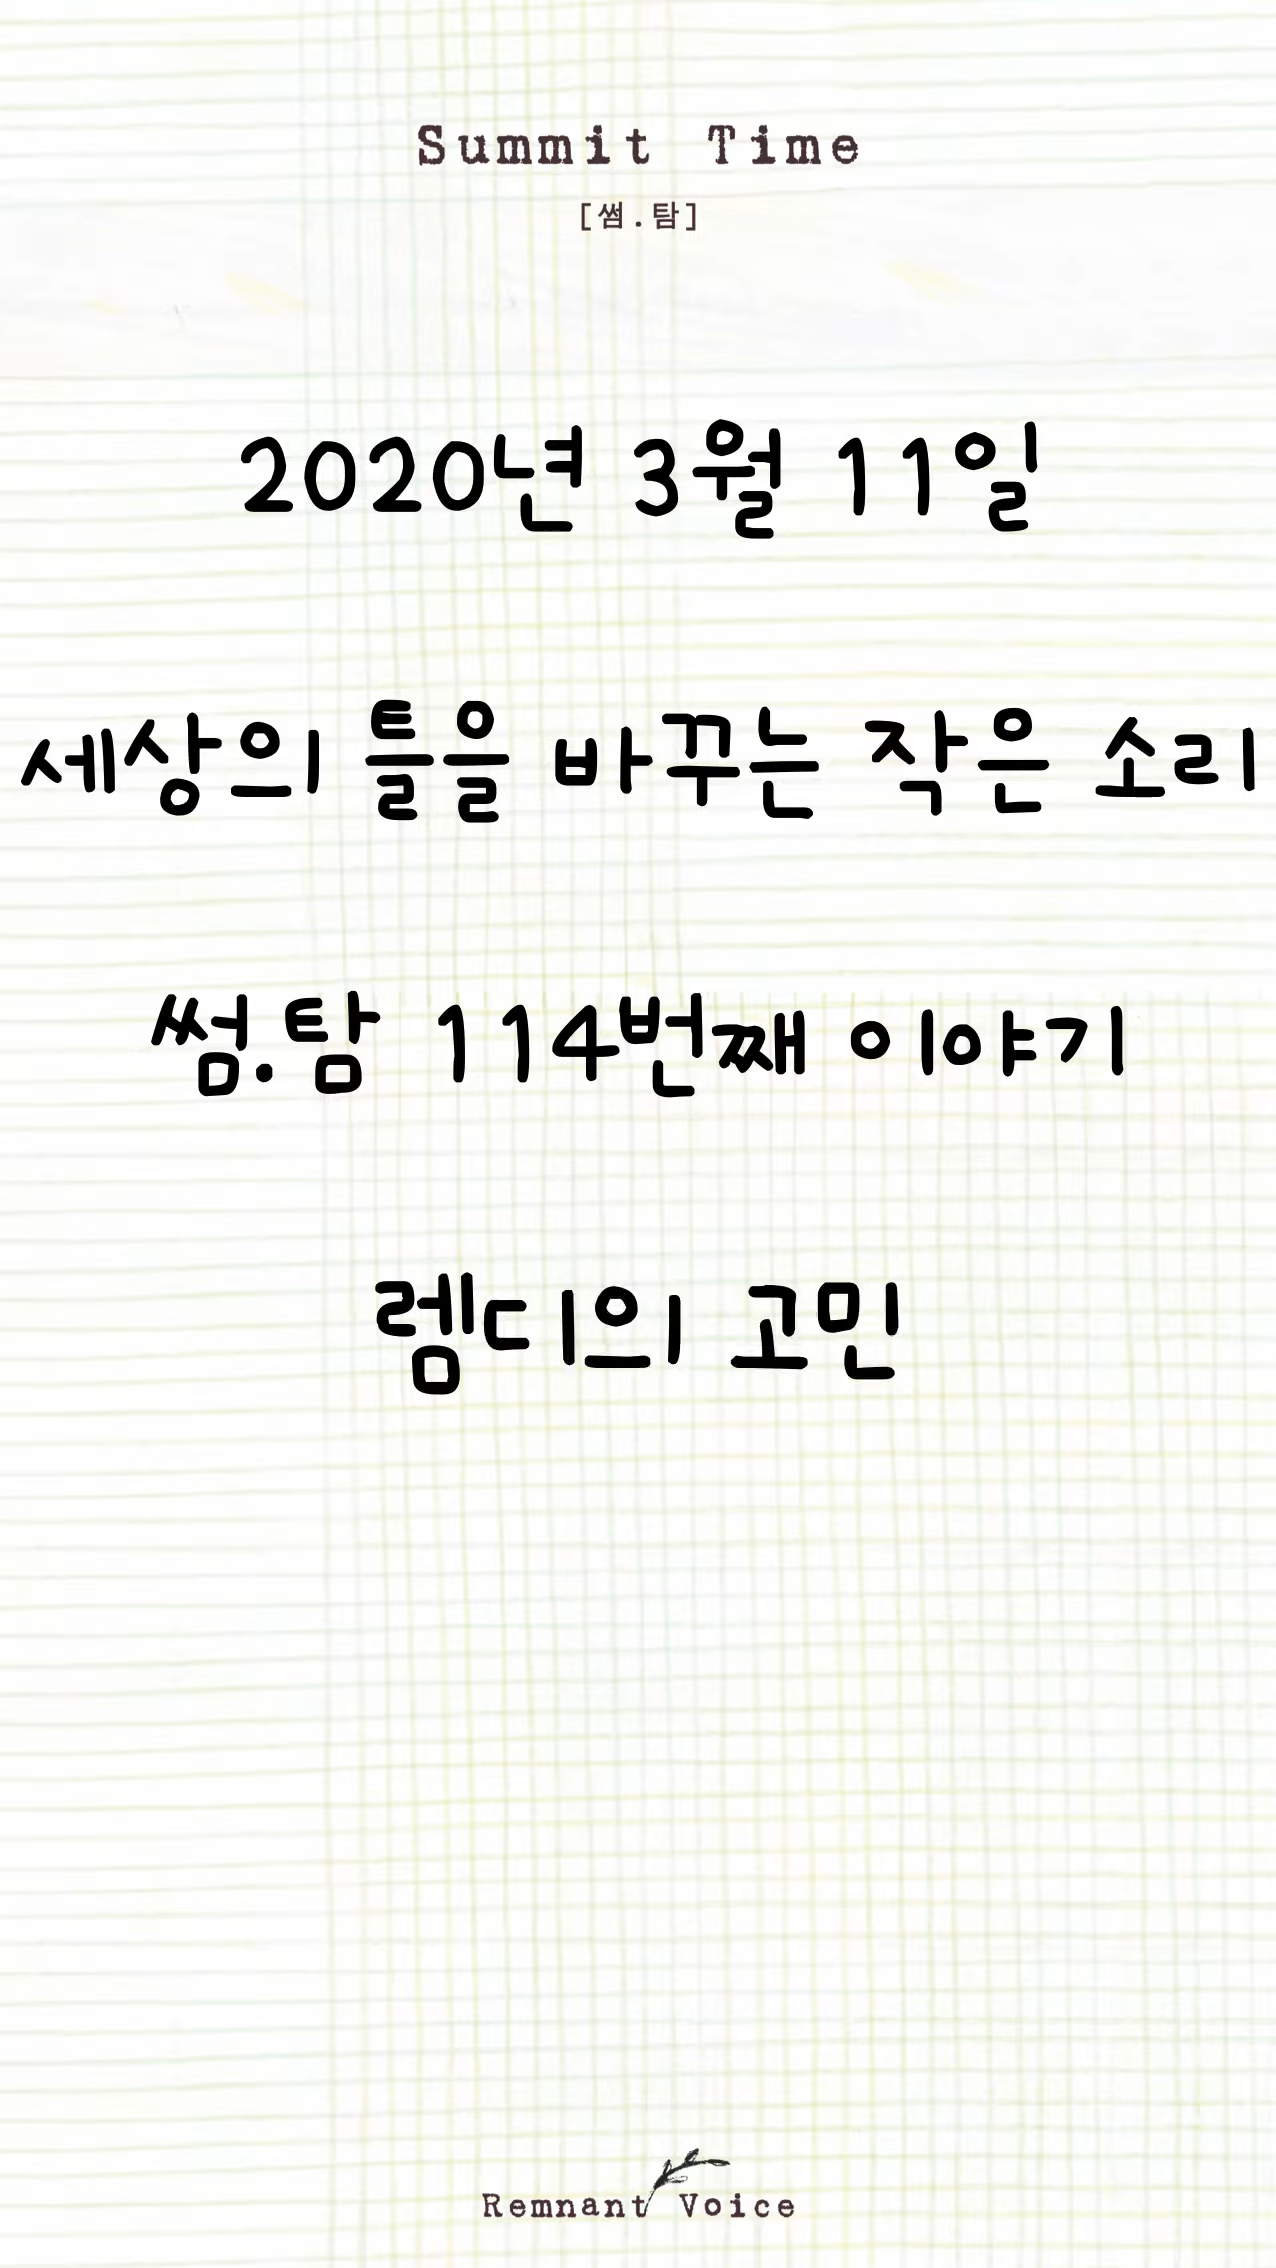 Summit Time
[썸.탐]
2020년 3월 11일
세상의 틀을 바꾸는 작은 소리
썸.탐 114번째 이야기
렘디의 고민
Remnant Voice